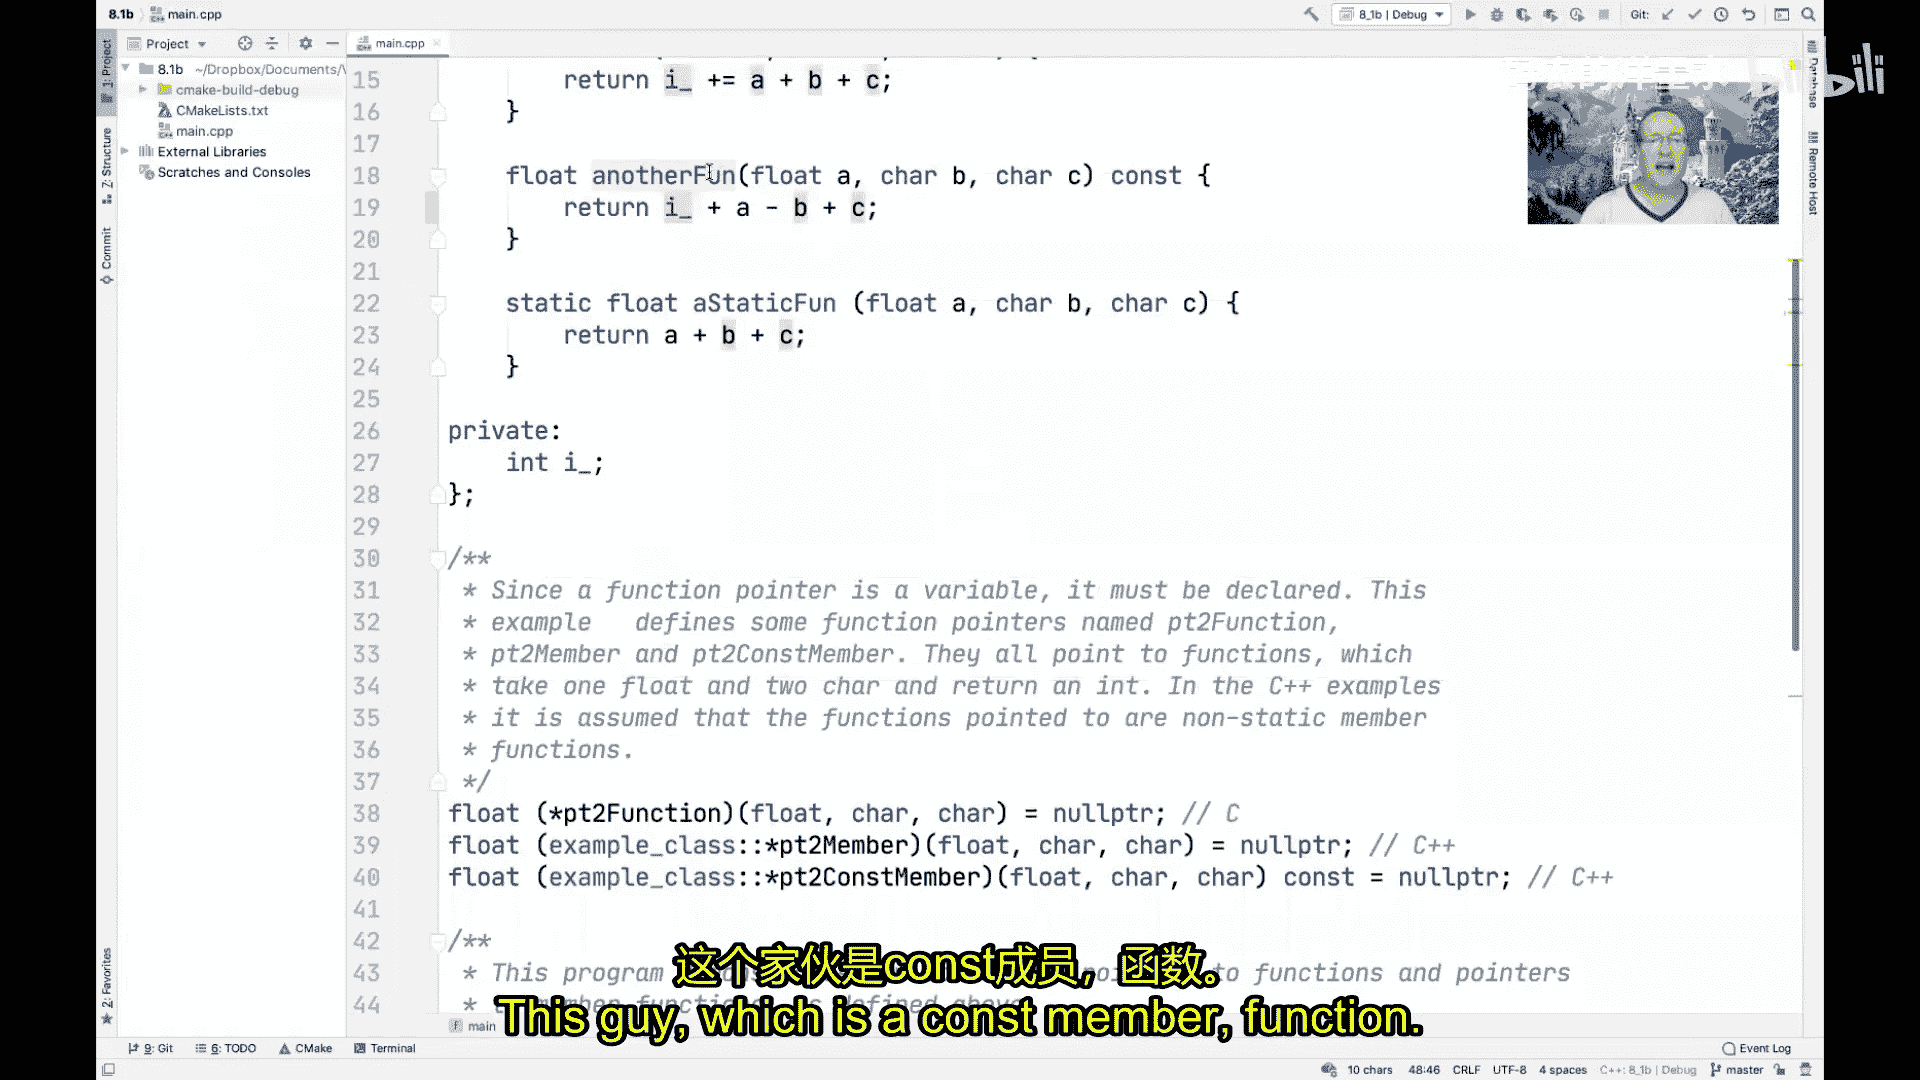 8.1b main.cpp 8_1b | Debug Git:
Project main.cpp
8.1b ~/Dropbox/Documents/
cmake-build-debug
CMakeLists.txt
main.cpp
External Libraries
Scratches and Consoles
1: Project
Z: Structure
Commit
2: Favorites
15 return i_ += a + b + c;
16 }
17
18 float anotherFun(float a, char b, char c) const {
19 return i_ + a - b + c;
20 }
21
22 static float aStaticFun (float a, char b, char c) {
23 return a + b + c;
24 }
25
26 private:
27 int i_;
28 };
29
30 /**
31 * Since a function pointer is a variable, it must be declared. This
32 * example defines some function pointers named pt2Function,
33 * pt2Member and pt2ConstMember. They all point to functions, which
34 * take one float and two char and return an int. In the C++ examples
35 * it is assumed that the functions pointed to are non-static member
36 * functions.
37 */
38 float (*pt2Function)(float, char, char) = nullptr; // C
39 float (example_class::*pt2Member)(float, char, char) = nullptr; // C++
40 float (example_class::*pt2ConstMember)(float, char, char) const = nullptr; // C++
41
42 /**
43 * This program to functions and pointers
44 *
这个家伙是const成员，函数。
This guy, which is a const member, function.
main
Database
Remote Host
bilibili
9: Git 6: TODO CMake Terminal Event Log
10 chars 48:46 CRLF UTF-8 4 spaces C++: 8_1b | Debug master